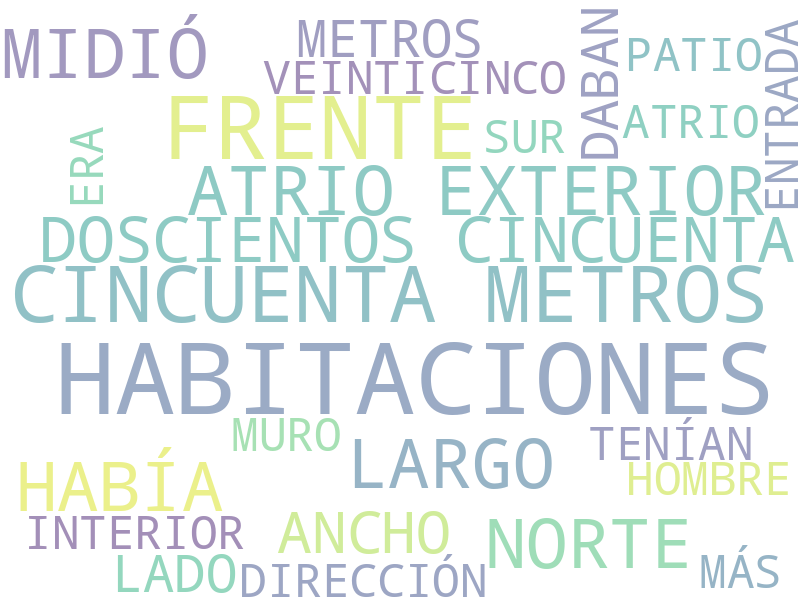 MIDIÓ
METROS
VEINTICINCO
DABAN
PATIO
ENTRADA
FRENTE
SUR
ATRIO
ERA
ATRIO EXTERIOR
DOSCIENTOS CINCUENTA
CINCUENTA METROS
HABITACIONES
MURO
LARGO
TENÍAN
HABÍA
HOMBRE
INTERIOR
ANCHO
NORTE
LADO
DIRECCIÓN
MÁS